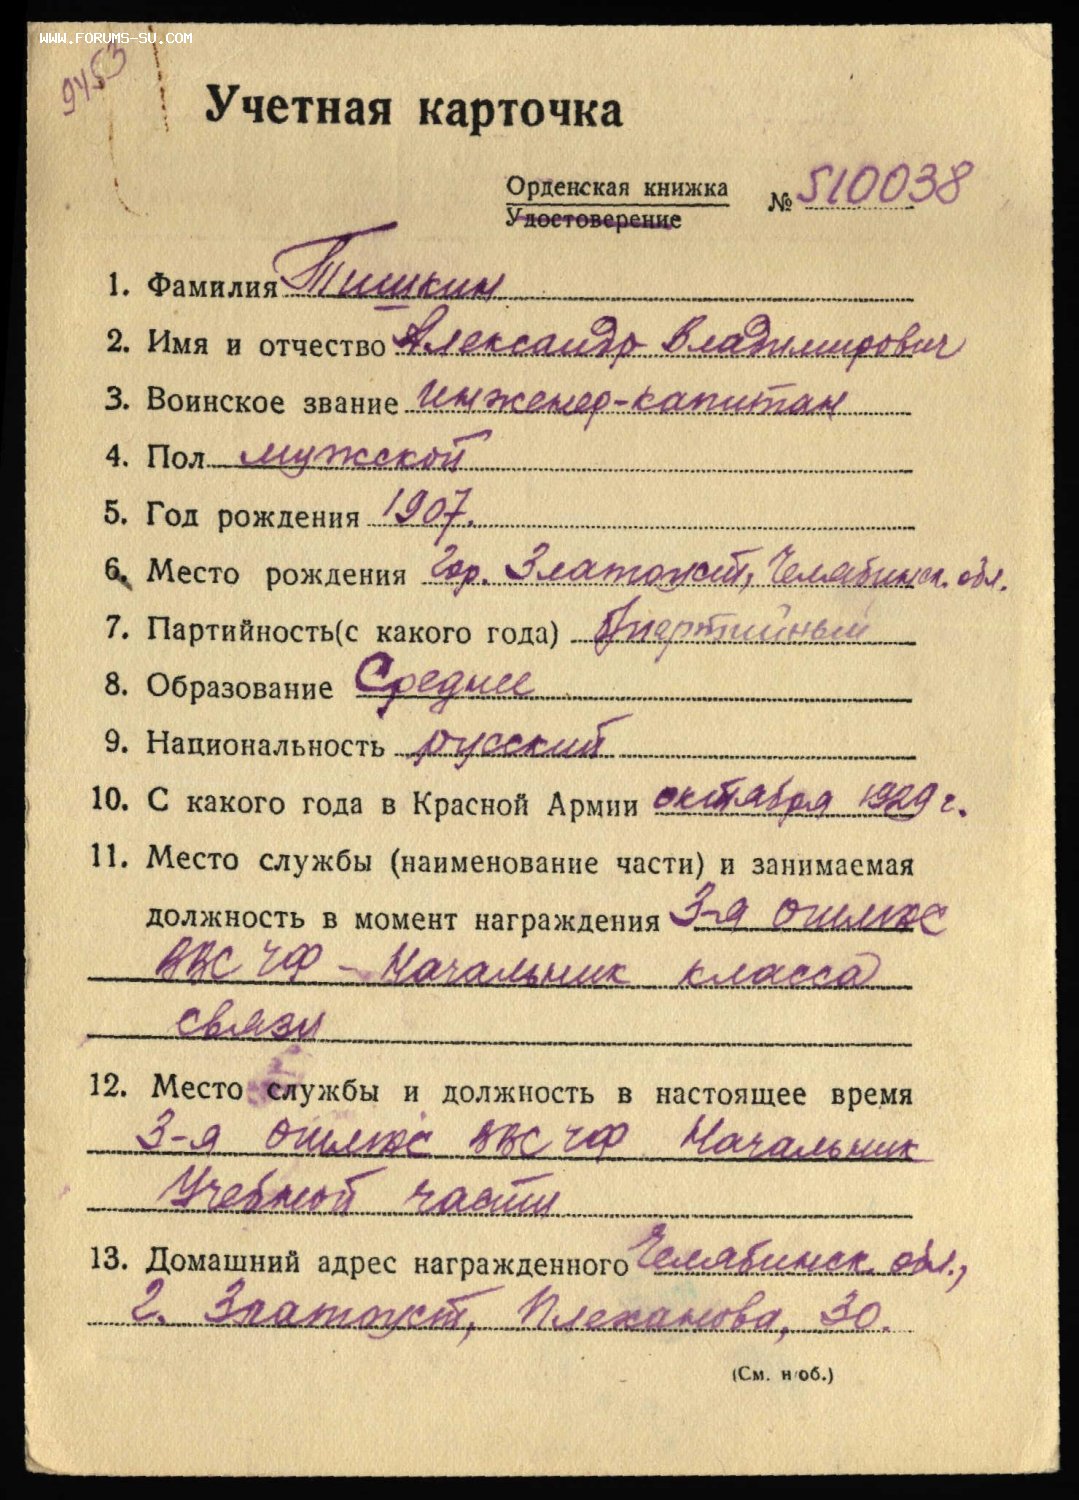 WWW.FORUMS-SU.COM
9453
Учетная карточка
Орденская книжка
Удостоверение
№ 510038
1. Фамилия Тишкин
2. Имя и отчество Александр Владимирович
3. Воинское звание инженер-капитан
4. Пол мужской
5. Год рождения 1907.
6. Место рождения гор. Златоуст, Челябинск. обл.
7. Партийность(с какого года)
8. Образование Среднее
9. Национальность русский
10. С какого года в Красной Армии октября 1929 г.
11. Место службы (наименование части) и занимаемая
должность в момент награждения 3-я
ВВС ЧФ – Начальник класса
связи
12. Место службы и должность в настоящее время
3-я ВВС ЧФ Начальник
Учебной части
13. Домашний адрес награжденного Челябинск. обл.,
г. Златоуст, Плеханова, 30.
(См. н/об.)